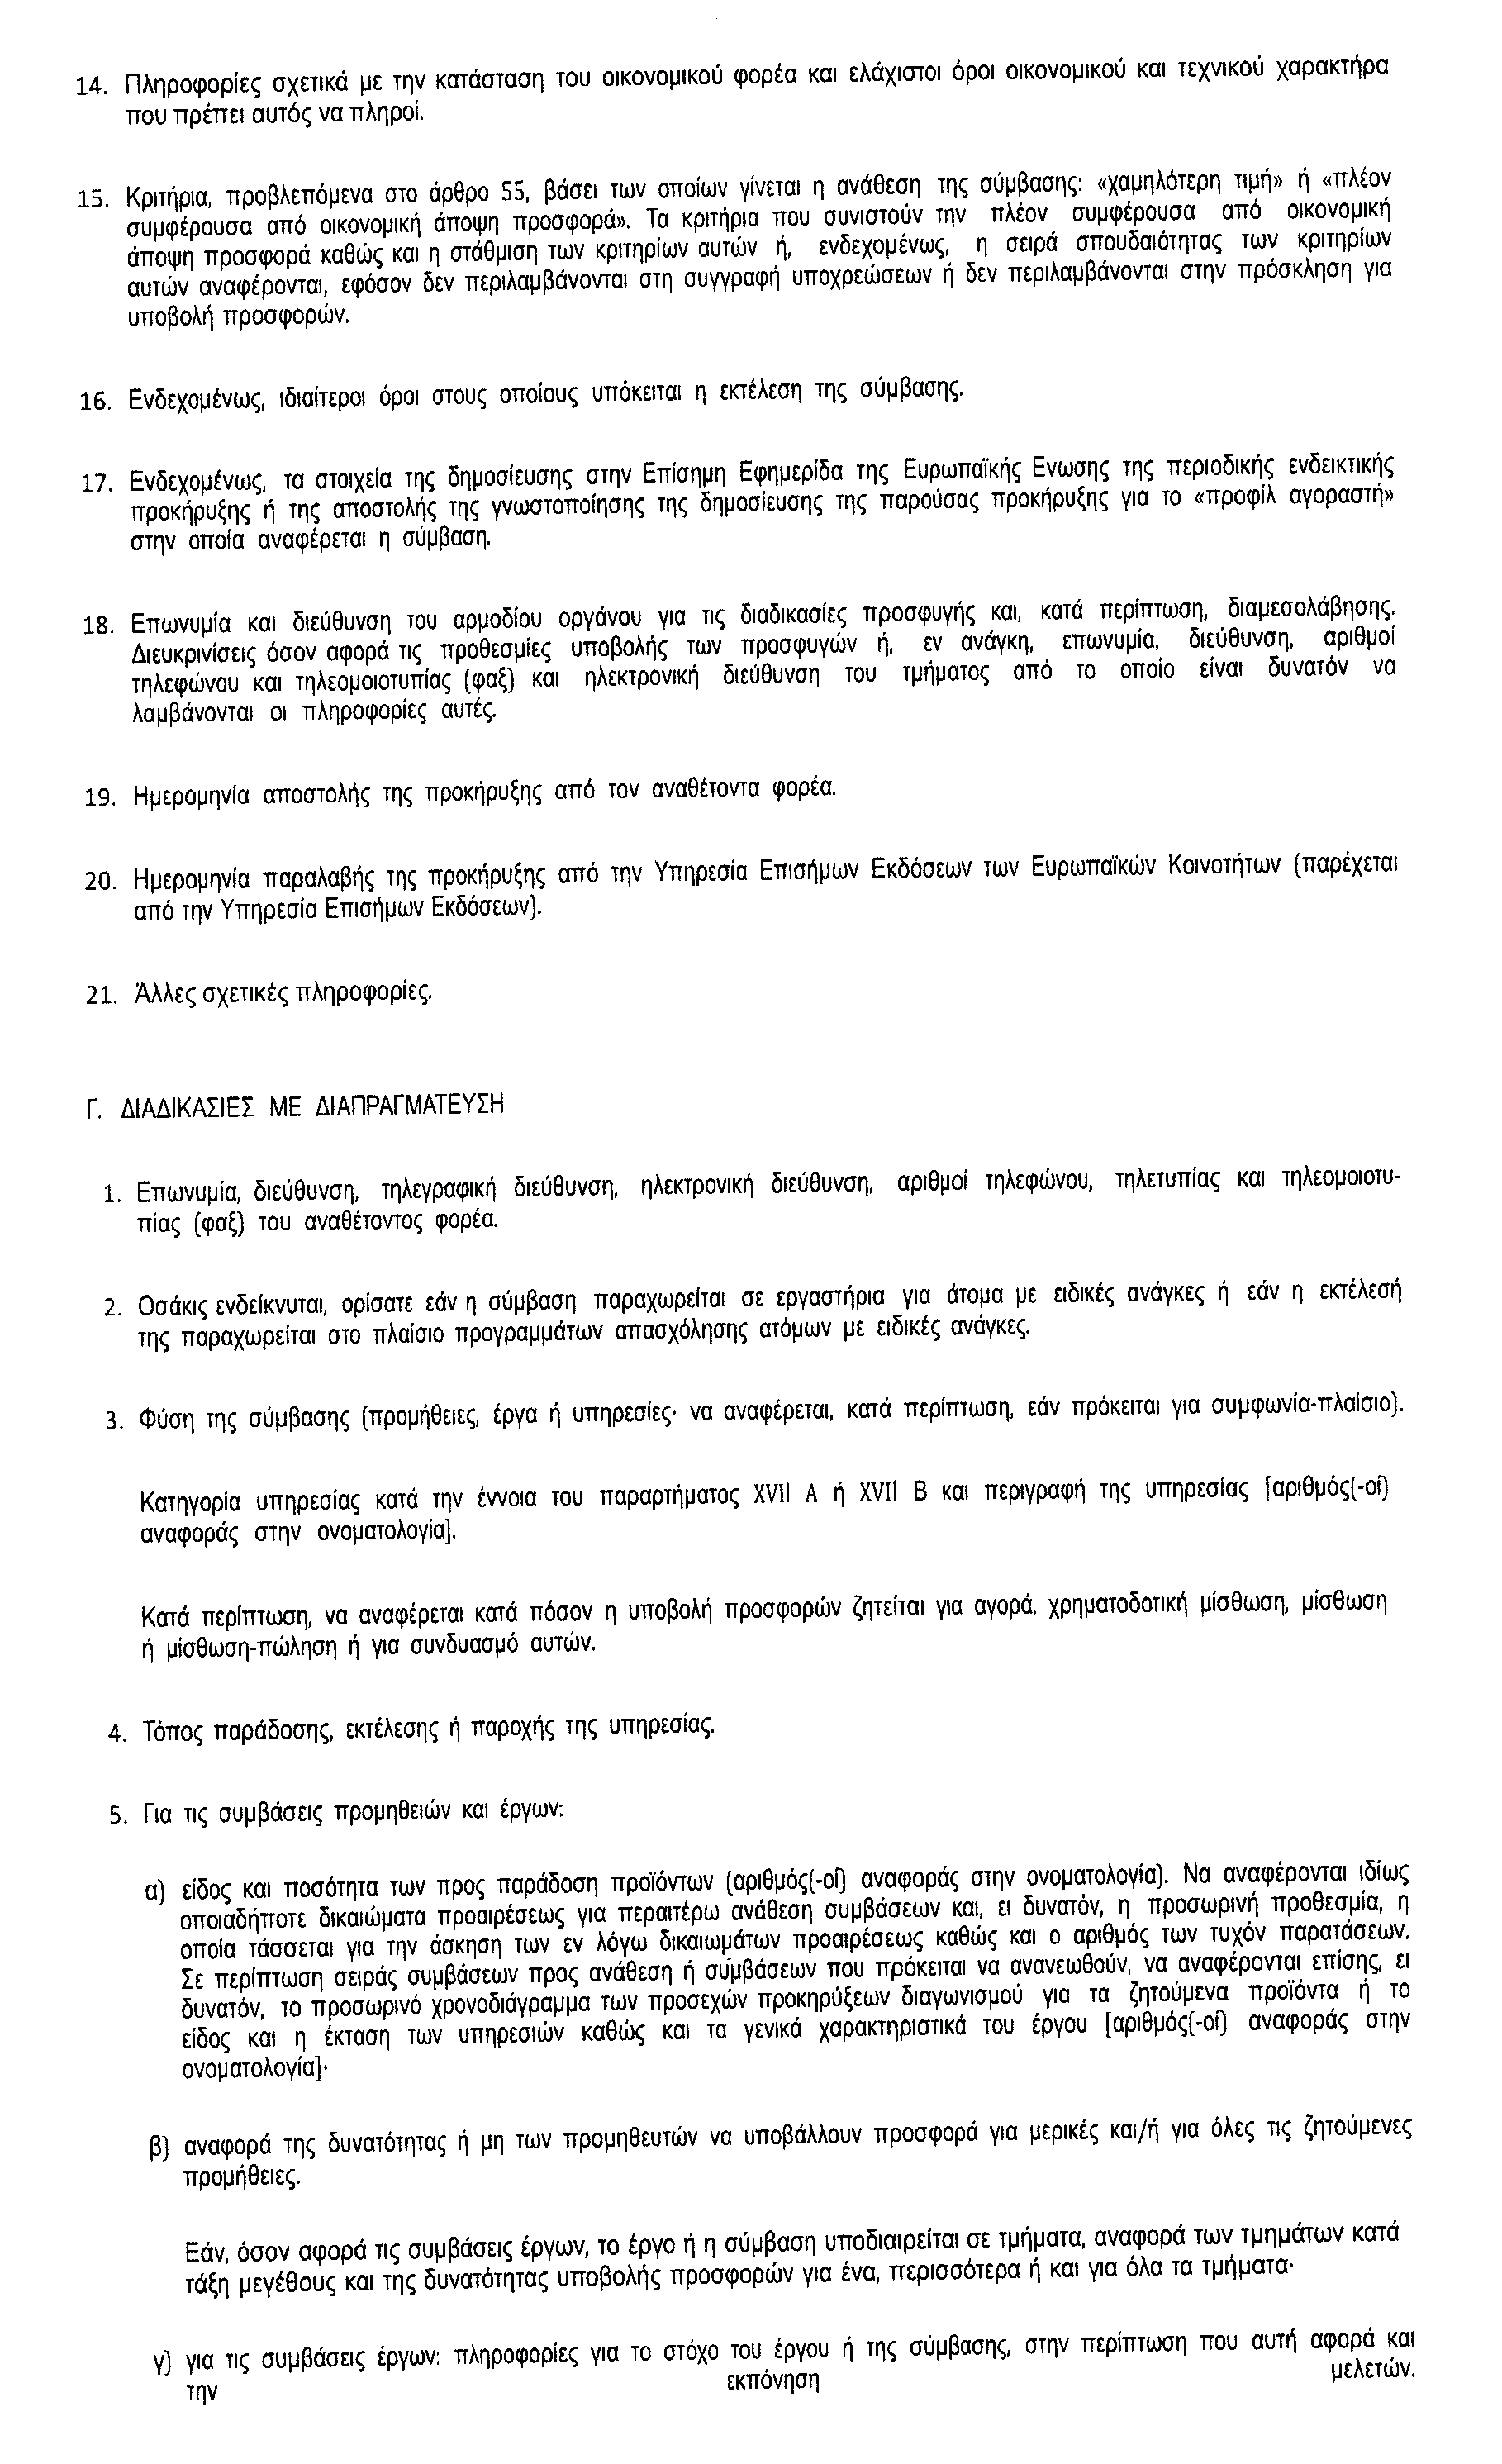 14. Πληροφορίες σχετικά με την κατάσταση του οικονομικού φορέα και ελάχιστοι όροι οικονομικού και τεχνικού χαρακτήρα
που πρέπει αυτός να πληροί.
15. Κριτήρια, προβλεπόμενα στο άρθρο 55, βάσει των οποίων γίνεται η ανάθεση της σύμβασης: «χαμηλότερη τιμή» ή «πλέον
συμφέρουσα από οικονομική άποψη προσφορά». Τα κριτήρια που συνιστούν την πλέον συμφέρουσα από οικονομική
άποψη προσφορά καθώς και η στάθμιση των κριτηρίων αυτών ή, ενδεχομένως, η σειρά σπουδαιότητας των κριτηρίων
αυτών αναφέρονται, εφόσον δεν περιλαμβάνονται στη συγγραφή υποχρεώσεων ή δεν περιλαμβάνονται στην πρόσκληση για
υποβολή προσφορών.
16. Ενδεχομένως, ιδιαίτεροι όροι στους οποίους υπόκειται η εκτέλεση της σύμβασης.
17. Ενδεχομένως, τα στοιχεία της δημοσίευσης στην Επίσημη Εφημερίδα της Ευρωπαϊκής Ενωσης της περιοδικής ενδεικτικής
προκήρυξης ή της αποστολής της γνωστοποίησης της δημοσίευσης της παρούσας προκήρυξης για το «προφίλ αγοραστή»
στην οποία αναφέρεται η σύμβαση.
18. Επωνυμία και διεύθυνση του αρμοδίου οργάνου για τις διαδικασίες προσφυγής και, κατά περίπτωση, διαμεσολάβησης.
Διευκρινίσεις όσον αφορά τις προθεσμίες υποβολής των προσφυγών ή, εν ανάγκη, επωνυμία, διεύθυνση, αριθμοί
τηλεφώνου και τηλεομοιοτυπίας (φαξ) και ηλεκτρονική διεύθυνση του τμήματος από το οποίο είναι δυνατόν να
λαμβάνονται οι πληροφορίες αυτές.
19. Ημερομηνία αποστολής της προκήρυξης από τον αναθέτοντα φορέα.
20. Ημερομηνία παραλαβής της προκήρυξης από την Υπηρεσία Επισήμων Εκδόσεων των Ευρωπαϊκών Κοινοτήτων (παρέχεται
από την Υπηρεσία Επισήμων Εκδόσεων).
21. Άλλες σχετικές πληροφορίες.
Γ. ΔΙΑΔΙΚΑΣΙΕΣ ΜΕ ΔΙΑΠΡΑΓΜΑΤΕΥΣΗ
1. Επωνυμία, διεύθυνση, τηλεγραφική διεύθυνση, ηλεκτρονική διεύθυνση, αριθμοί τηλεφώνου, τηλετυπίας και τηλεομοιοτυ-
πίας (φαξ) του αναθέτοντος φορέα.
2. Οσάκις ενδείκνυται, ορίσατε εάν η σύμβαση παραχωρείται σε εργαστήρια για άτομα με ειδικές ανάγκες ή εάν η εκτέλεσή
της παραχωρείται στο πλαίσιο προγραμμάτων απασχόλησης ατόμων με ειδικές ανάγκες.
3. Φύση της σύμβασης (προμήθειες, έργα ή υπηρεσίες· να αναφέρεται, κατά περίπτωση, εάν πρόκειται για συμφωνία-πλαίσιο).
Κατηγορία υπηρεσίας κατά την έννοια του παραρτήματος XVII A ή XVII B και περιγραφή της υπηρεσίας [αριθμός(-οί)
αναφοράς στην ονοματολογία].
Κατά περίπτωση, να αναφέρεται κατά πόσον η υποβολή προσφορών ζητείται για αγορά, χρηματοδοτική μίσθωση, μίσθωση
ή μίσθωση-πώληση ή για συνδυασμό αυτών.
4. Τόπος παράδοσης, εκτέλεσης ή παροχής της υπηρεσίας.
5. Για τις συμβάσεις προμηθειών και έργων:
α) είδος και ποσότητα των προς παράδοση προϊόντων (αριθμός(-οί) αναφοράς στην ονοματολογία). Να αναφέρονται ιδίως
οποιαδήποτε δικαιώματα προαιρέσεως για περαιτέρω ανάθεση συμβάσεων και, ει δυνατόν, η προσωρινή προθεσμία, η
οποία τάσσεται για την άσκηση των εν λόγω δικαιωμάτων προαιρέσεως καθώς και ο αριθμός των τυχόν παρατάσεων.
Σε περίπτωση σειράς συμβάσεων προς ανάθεση ή συμβάσεων που πρόκειται να ανανεωθούν, να αναφέρονται επίσης, ει
δυνατόν, το προσωρινό χρονοδιάγραμμα των προσεχών προκηρύξεων διαγωνισμού για τα ζητούμενα προϊόντα ή το
είδος και η έκταση των υπηρεσιών καθώς και τα γενικά χαρακτηριστικά του έργου [αριθμός(-οί) αναφοράς στην
ονοματολογία]·
β) αναφορά της δυνατότητας ή μη των προμηθευτών να υποβάλλουν προσφορά για μερικές και/ή για όλες τις ζητούμενες
προμήθειες.
Εάν, όσον αφορά τις συμβάσεις έργων, το έργο ή η σύμβαση υποδιαιρείται σε τμήματα, αναφορά των τμημάτων κατά
τάξη μεγέθους και της δυνατότητας υποβολής προσφορών για ένα, περισσότερα ή και για όλα τα τμήματα·
γ) για τις συμβάσεις έργων: πληροφορίες για το στόχο του έργου ή της σύμβασης, στην περίπτωση που αυτή αφορά και
την εκπόνηση μελετών.